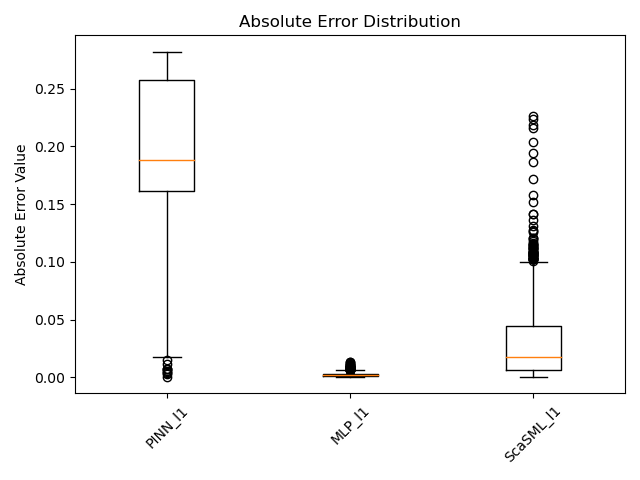 Absolute Error Distribution
Absolute Error Value
0.25
0.20
0.15
0.10
0.05
0.00
PINN_l1
MLP_l1
ScaSML_l1